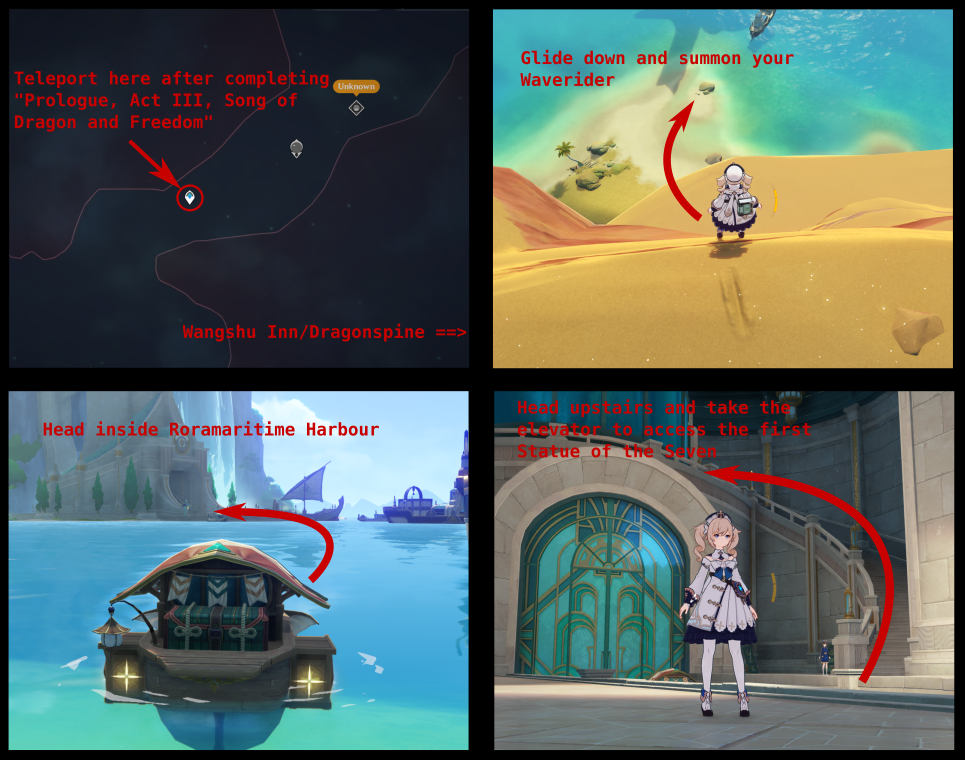 Teleport here after completing
"Prologue, Act III, Song of
Dragon and Freedom"
Unknown
Wangshu Inn/Dragonspine ==>
Glide down and summon your
Waverider
Head inside Roramaritime Harbour
Head upstairs and take the
elevator to access the first
Statue of the Seven